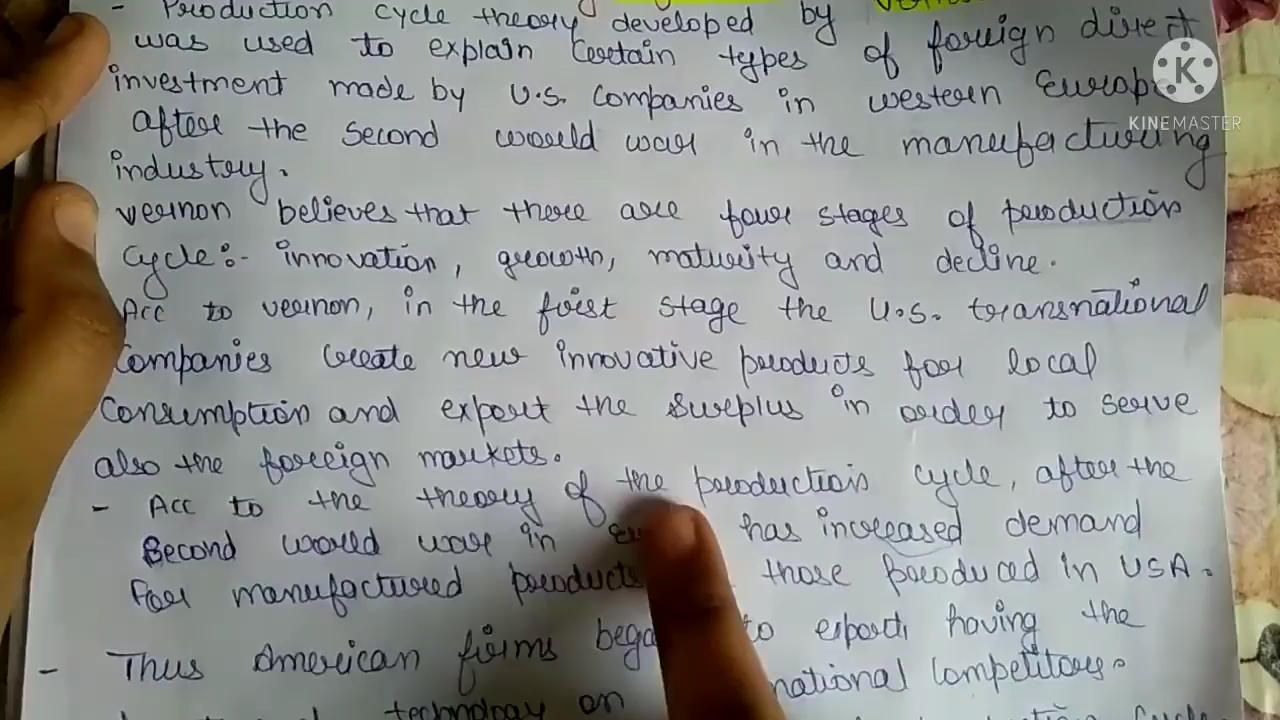 - Production cycle theory developed by
was used to explain certain types of foreign direct
investment made by U.S. Companies in western Europe
after the second world war in the manufacturing
industry.
vernon believes that there are four stages of production
Cycle:- innovation, growth, maturity and decline.
Acc to vernon, in the first stage the U.S. transnational
Companies create new innovative products for local
Consumption and export the Surplus in order to serve
also the foreign markets.
- Acc to the theory of the production cycle, after the
Second world war in has increased demand
For manufactured products those produced in USA.
- Thus American firms to export, having the
technology on national Competitors.
KINEMASTER